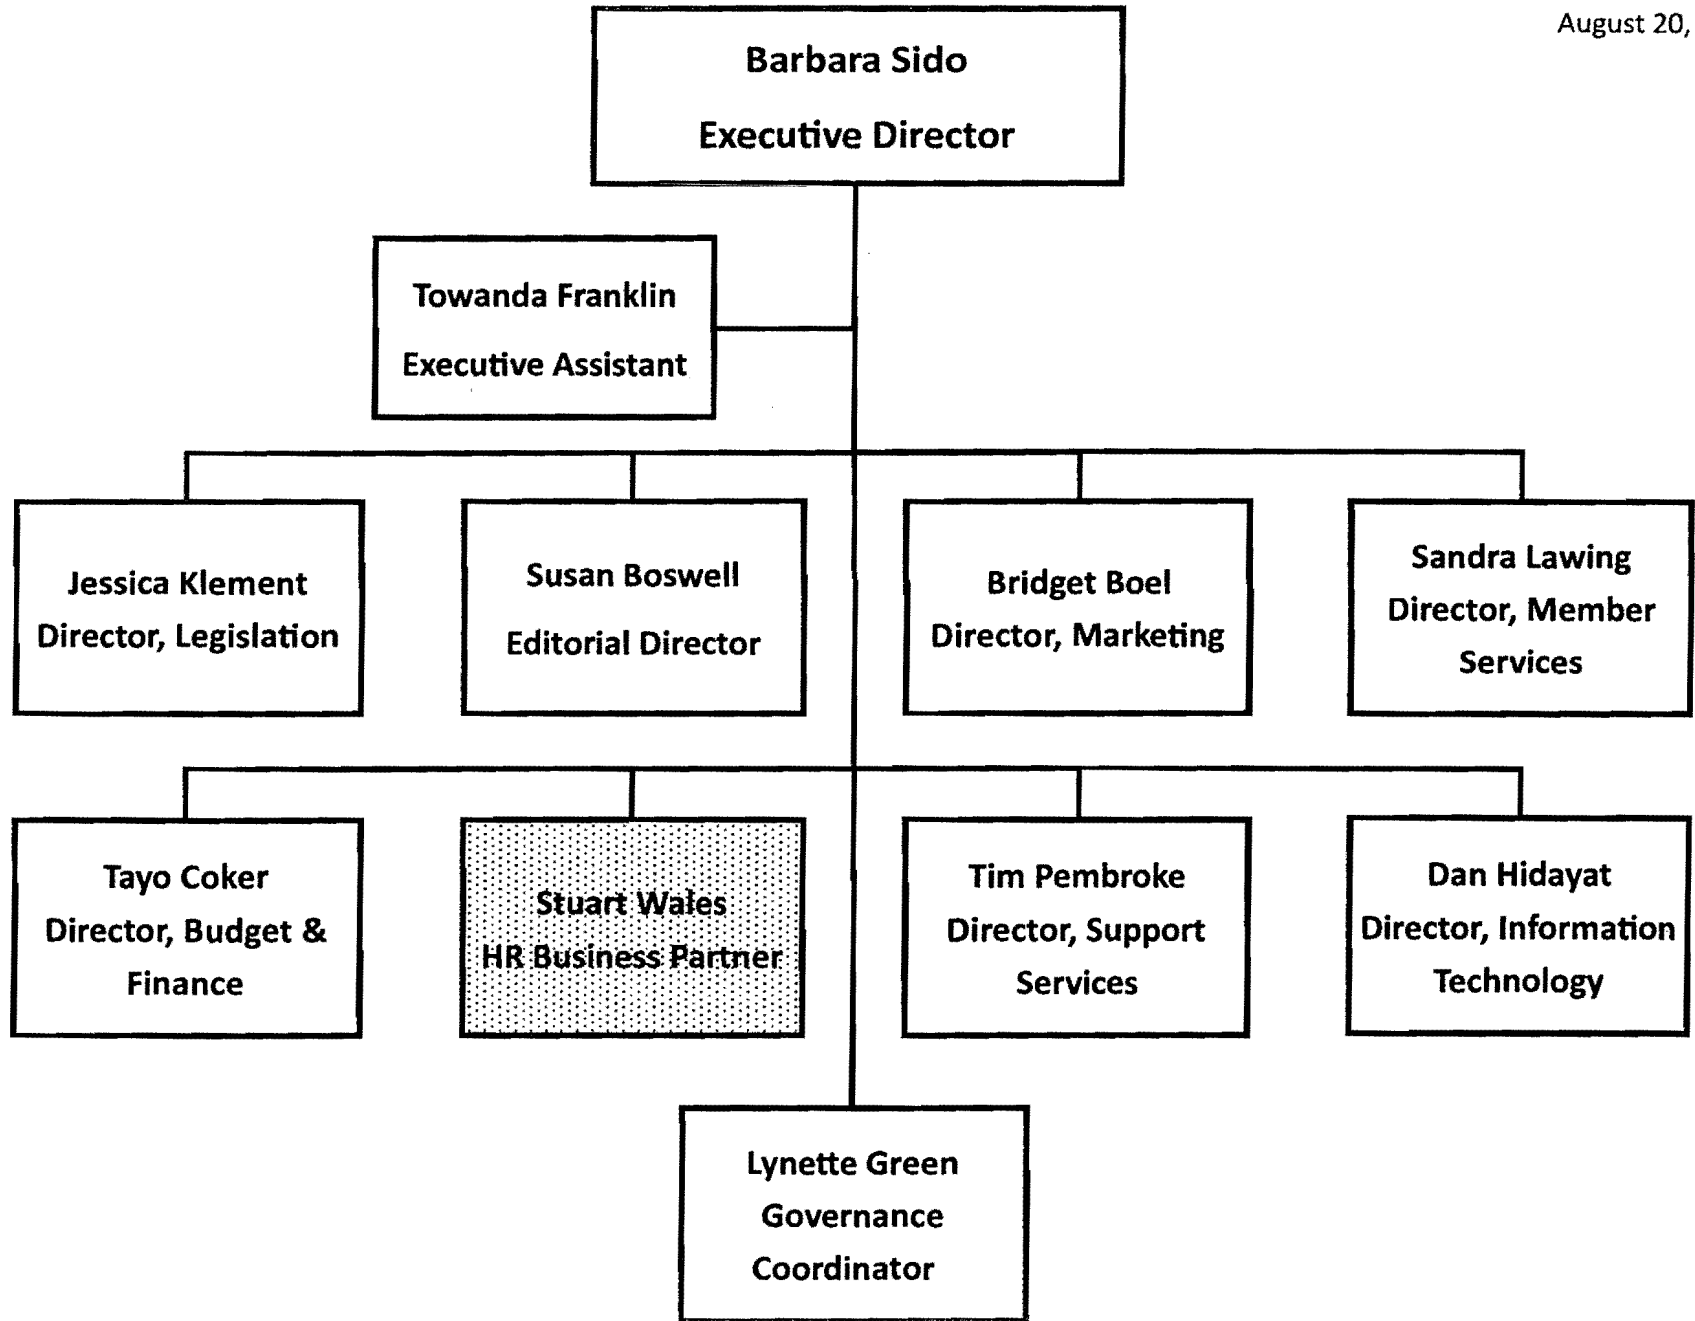 August 20,
Barbara Sido
Executive Director
Towanda Franklin
Executive Assistant
Jessica Klement
Director, Legislation
Susan Boswell
Editorial Director
Bridget Boel
Director, Marketing
Sandra Lawing
Director, Member
Services
Tayo Coker
Director, Budget &
Finance
Stuart Wales
HR Business Partner
Tim Pembroke
Director, Support
Services
Dan Hidayat
Director, Information
Technology
Lynette Green
Governance
Coordinator